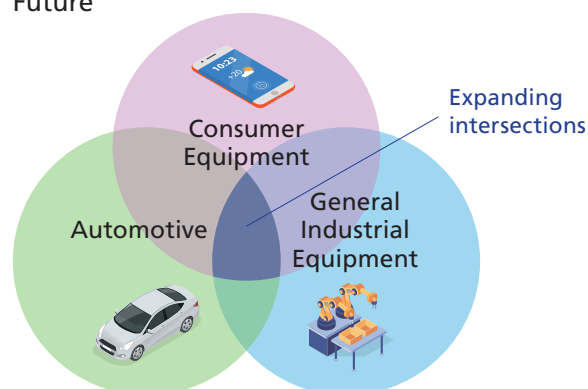 Future
10:23
+20
Consumer
Equipment
Expanding
intersections
Automotive
General
Industrial
Equipment